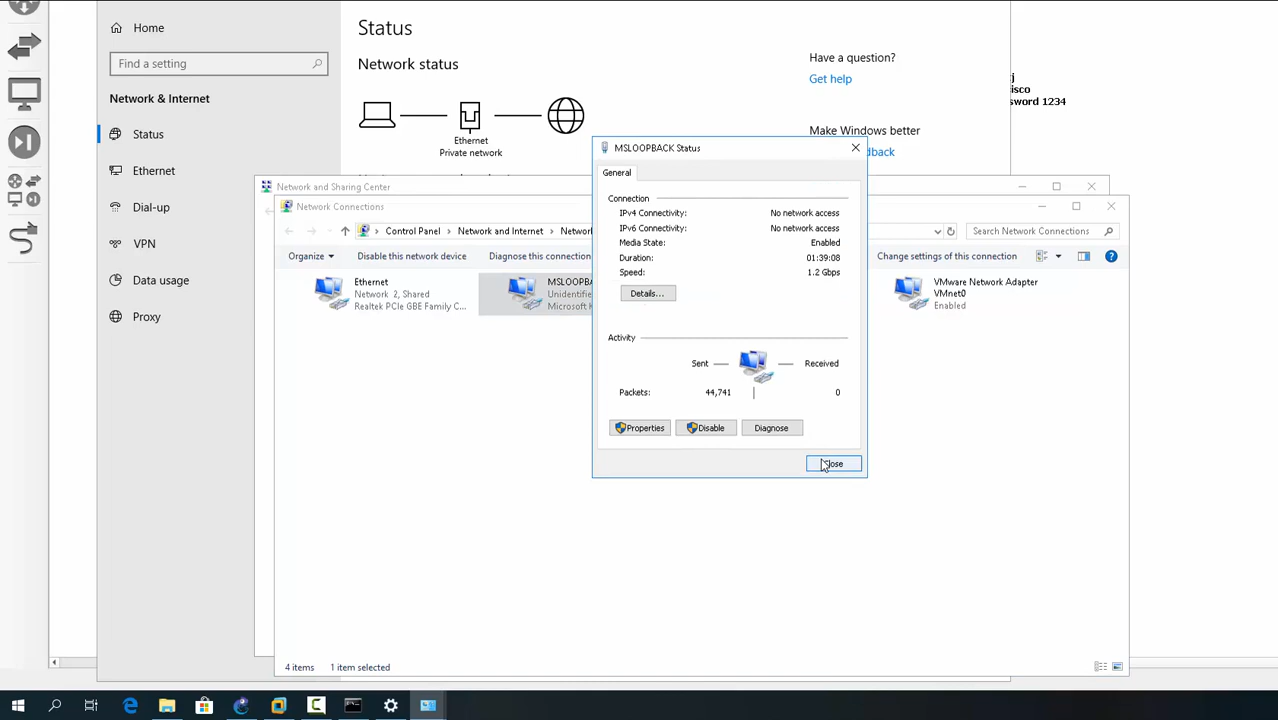 Home
Find a setting
Network & Internet
Status
Ethernet
Dial-up
VPN
Data usage
Proxy
Status
Network status
Ethernet
Private network
Have a question?
Get help
Make Windows better
dback
j
isco
sword 1234
Network and Sharing Center
Network Connections
Control Panel
Network and Internet
Network
Search Network Connections
Organize
Disable this network device
Diagnose this connection
Change settings of this connection
Ethernet
Network 2, Shared
Realtek PCIe GBE Family C...
MSLOOPBA
Unidentifie
Microsoft K
VMware Network Adapter
VMnet0
Enabled
MSLOOPBACK Status
General
Connection
IPv4 Connectivity: No network access
IPv6 Connectivity: No network access
Media State: Enabled
Duration: 01:39:08
Speed: 1.2 Gbps
Details...
Activity
Sent
Received
Packets: 44,741 0
Properties
Disable
Diagnose
Close
4 items
1 item selected